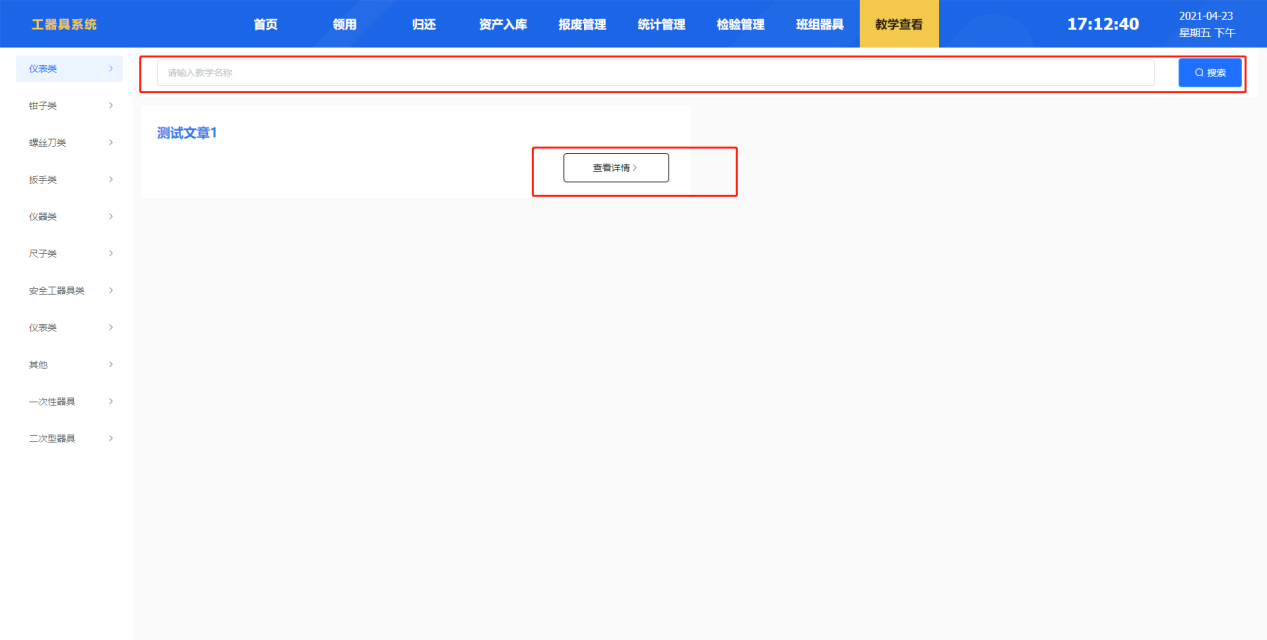 工器具系统
首页
领用
归还
资产入库
报废管理
统计管理
检验管理
班组器具
教学查看
17:12:40
2021-04-23
星期五 下午
仪表类
钳子类
螺丝刀类
扳手类
仪器类
尺子类
安全工器具类
仪表类
其他
一次性器具
二次型器具
请输入教学名称
搜索
测试文章1
查看详情